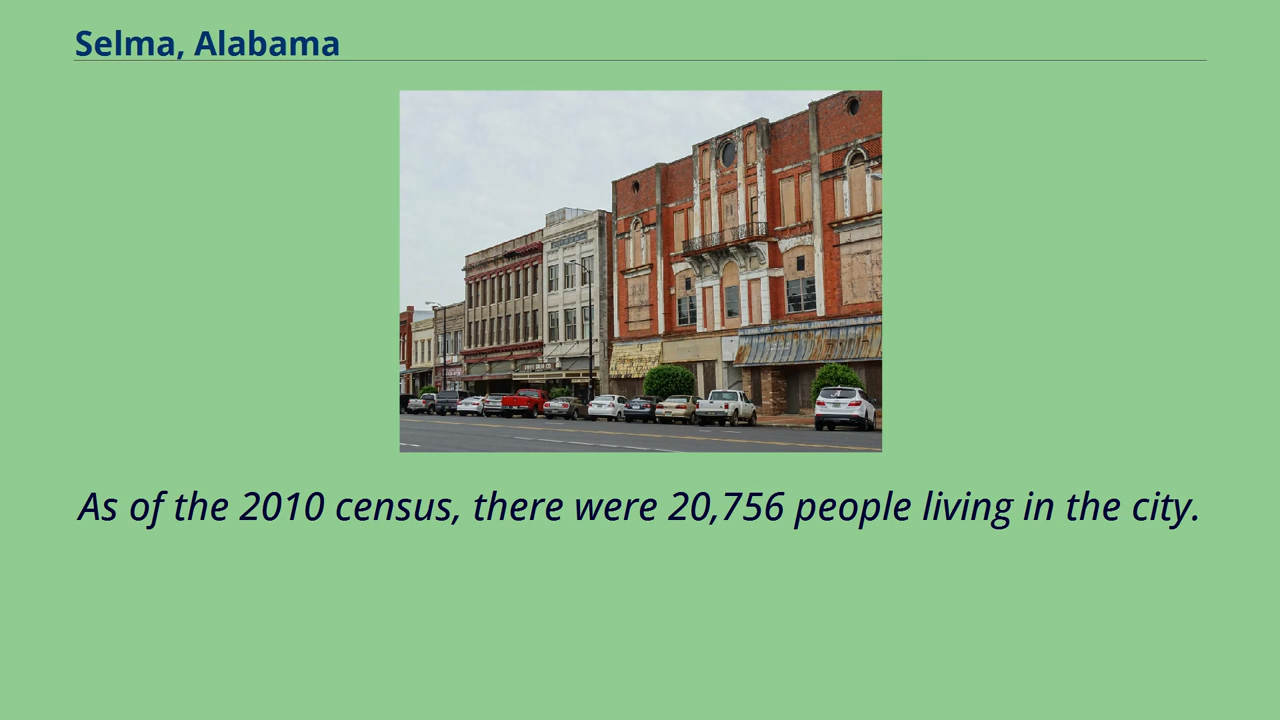 Selma, Alabama
As of the 2010 census, there were 20,756 people living in the city.